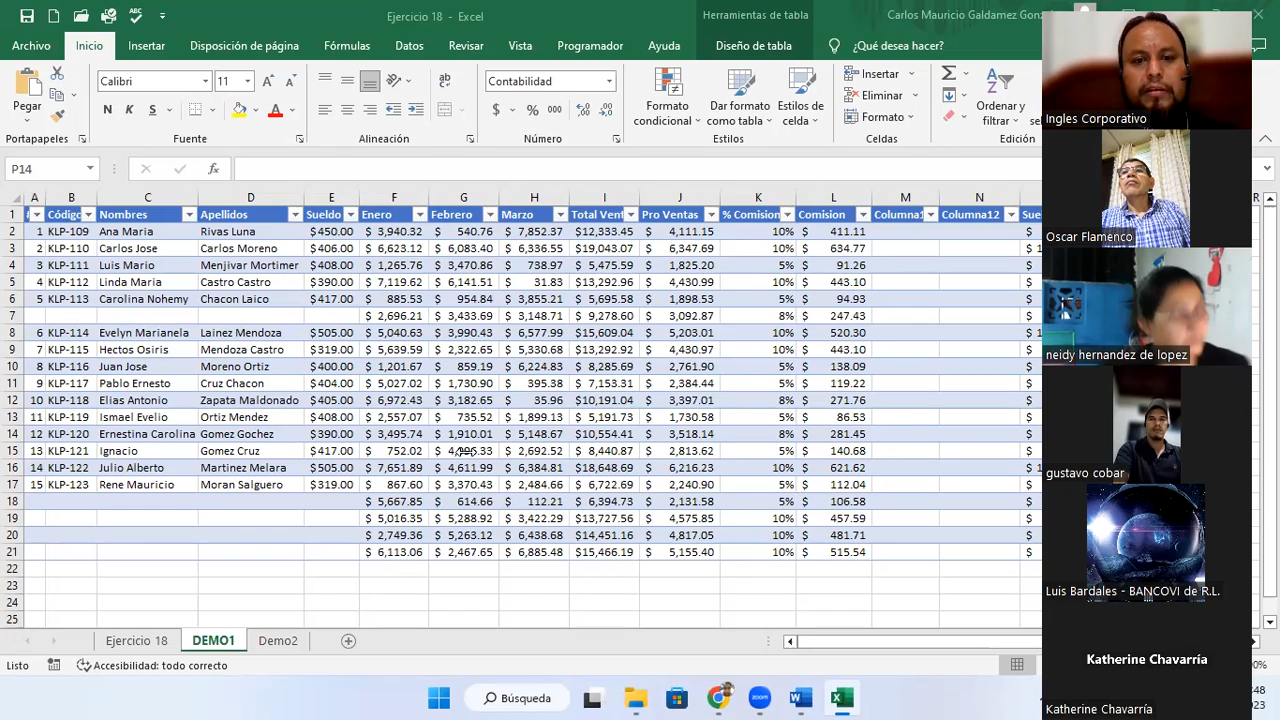 Ejercicio 18 - Excel
Herramientas de tabla
Carlos Mauricio Galdamez Gon
Archivo Inicio Insertar Disposición de página Fórmulas Datos Revisar Vista Programador Ayuda Diseño de tabla ¿Qué desea hacer?
Calibri 11 Contabilidad
Pegar
N K S
$ % 000
Formato Dar formato Estilos de
condicional como tabla celda
Insertar
Eliminar
Formato
Ordenar y
filtrar
Portapapeles Fuente Alineación Número Estilos Celdas Edición
P14 fx
A B C D E F G H I J K L M N
1 Código Nombres Apellidos Sueldo Enero Febrero Marzo Total Vent Pro Ventas % Comision Comision Columna1 Column12 Sue
2 1 KLP-109 Ana Maria Rivas Luna $450.00 $ 3,940.32 $ 540.76 $ 7,852.37 $12,333.45 $ 4,111.15 10% $ 411.11
3 2 KLP-110 Carlos Jose Carlos Moreno $406.00 $ 6,336.55 $19,043.07 $ 6,347.69 10% $ 634.77
4 3 KLP-111 Luis Mario Menjivar Mortimer $408.00 $ 1,265.76 $ 3,470.86 $ 738.97 $ 5,475.59 $ 1,825.20 5% $ 91.26
5 4 KLP-112 Linda Maria Castro Castro $390.00 $ 7,119.62 $ 6,141.51 $ 31.83 $13,292.96 $ 4,430.99 10% $ 443.10
6 5 KLP-113 Carolina Nohemy Chacon Laico $417.00 $ 885.53 $ 954.84 $ 3,855.21 $ 5,695.58 $ 1,898.53 5% $ 94.93
7 $ 2,696.21 $ 3,433.69 $ 3,148.71 $ 9,278.60 $ 3,092.87 8% $ 247.43
8 6 KLP-114 Evelyn Marianela Lainez Mendoza $505.00 $ 5,040.63 $ 3,990.43 $ 6,577.99 $15,609.04 $ 5,203.01 10% $ 520.30
9 7 KLP-115 Hectos Osiris Mendoza Castro $319.00 $ 5,639.59 $ 2,322.65 $ 5,330.68 $13,292.92 $ 4,430.97 10% $ 443.10
10 8 KLP-116 Juan Jose Moreno Ortiz $400.00 $ 1,201.67 $ 859.19 $ 6,224.83 $ 8,285.69 $ 2,761.90 5% $ 138.09
11 9 KLP-117 Pablo Ernesto Cruz Chacon $404.00 $ 5,027.02 $ 1,730.90 $ 395.38 $ 7,153.31 $ 2,384.44 5% $ 119.22
12 10 KLP-118 Elias Antonio Zapata Maldonado $405.00 $ 6,972.43 $ 3,182.65 $ 35.96 $10,191.04 $ 3,397.01 8% $ 271.76
13 11 KLP-119 Ismael Evelio Ortiz Mendez $408.00 $ 2,557.07 $ 735.52 $ 1,899.13 $ 5,191.73 $ 1,730.58 5% $ 86.53
14 12 KLP-120 Ernestina Carolina Gomez Gochez $390.00 $ 3,495.74 $ 1,910.01 $ 5,148.67 $10,554.41 $ 3,518.14 8% $ 281.45
15 13 KLP-121 Ignacio Gomez Cruz $417.00 $ 752.02 $ 2,692.52 $ 8,440.87 $ 2,813.62 5% $ 140.68
16 14 KLP-122 Julio Alberto Martinez Melara $505.00 $ 7,651.89 $ 4,611.99 $ 6,384.81 $18,648.69 $ 6,216.23 10% $ 621.62
17 15 KLP-123 Rene Mauricio Moran Salguero $319.00 $ 867.60 $ 3,370.44 $ 2,484.66 $ 6,722.69 $ 2,240.90 5% $ 112.04
18 $ 5,667.85 $ 614.66 $ 112.21 $ 6,394.73 $ 2,131.58 5% $ 106.58
19 $ 5,016.35 $ 5,288.92 $ 3,422.29 $13,727.56 $ 4,575.85 10% $ 457.59
20 $ 2,749.36 $ 5,263.12 $ 6,438.68 $14,451.16 $ 4,817.05 10% $ 481.71
21 $ 6,113.06 $ 2,467.65 $ 6,885.48 $15,466.19 $ 5,155.40 10% $ 515.54
22
23
24
25
Ejercicio 18 DEMO1 Demo2
Listo Accesibilidad: todo correcto
Búsqueda
zoom
Ingles Corporativo
Oscar Flamenco
neidy hernandez de lopez
gustavo cobar
Luis Bardales - BANCOVI de R.L.
Katherine Chavarría
Katherine Chavarría